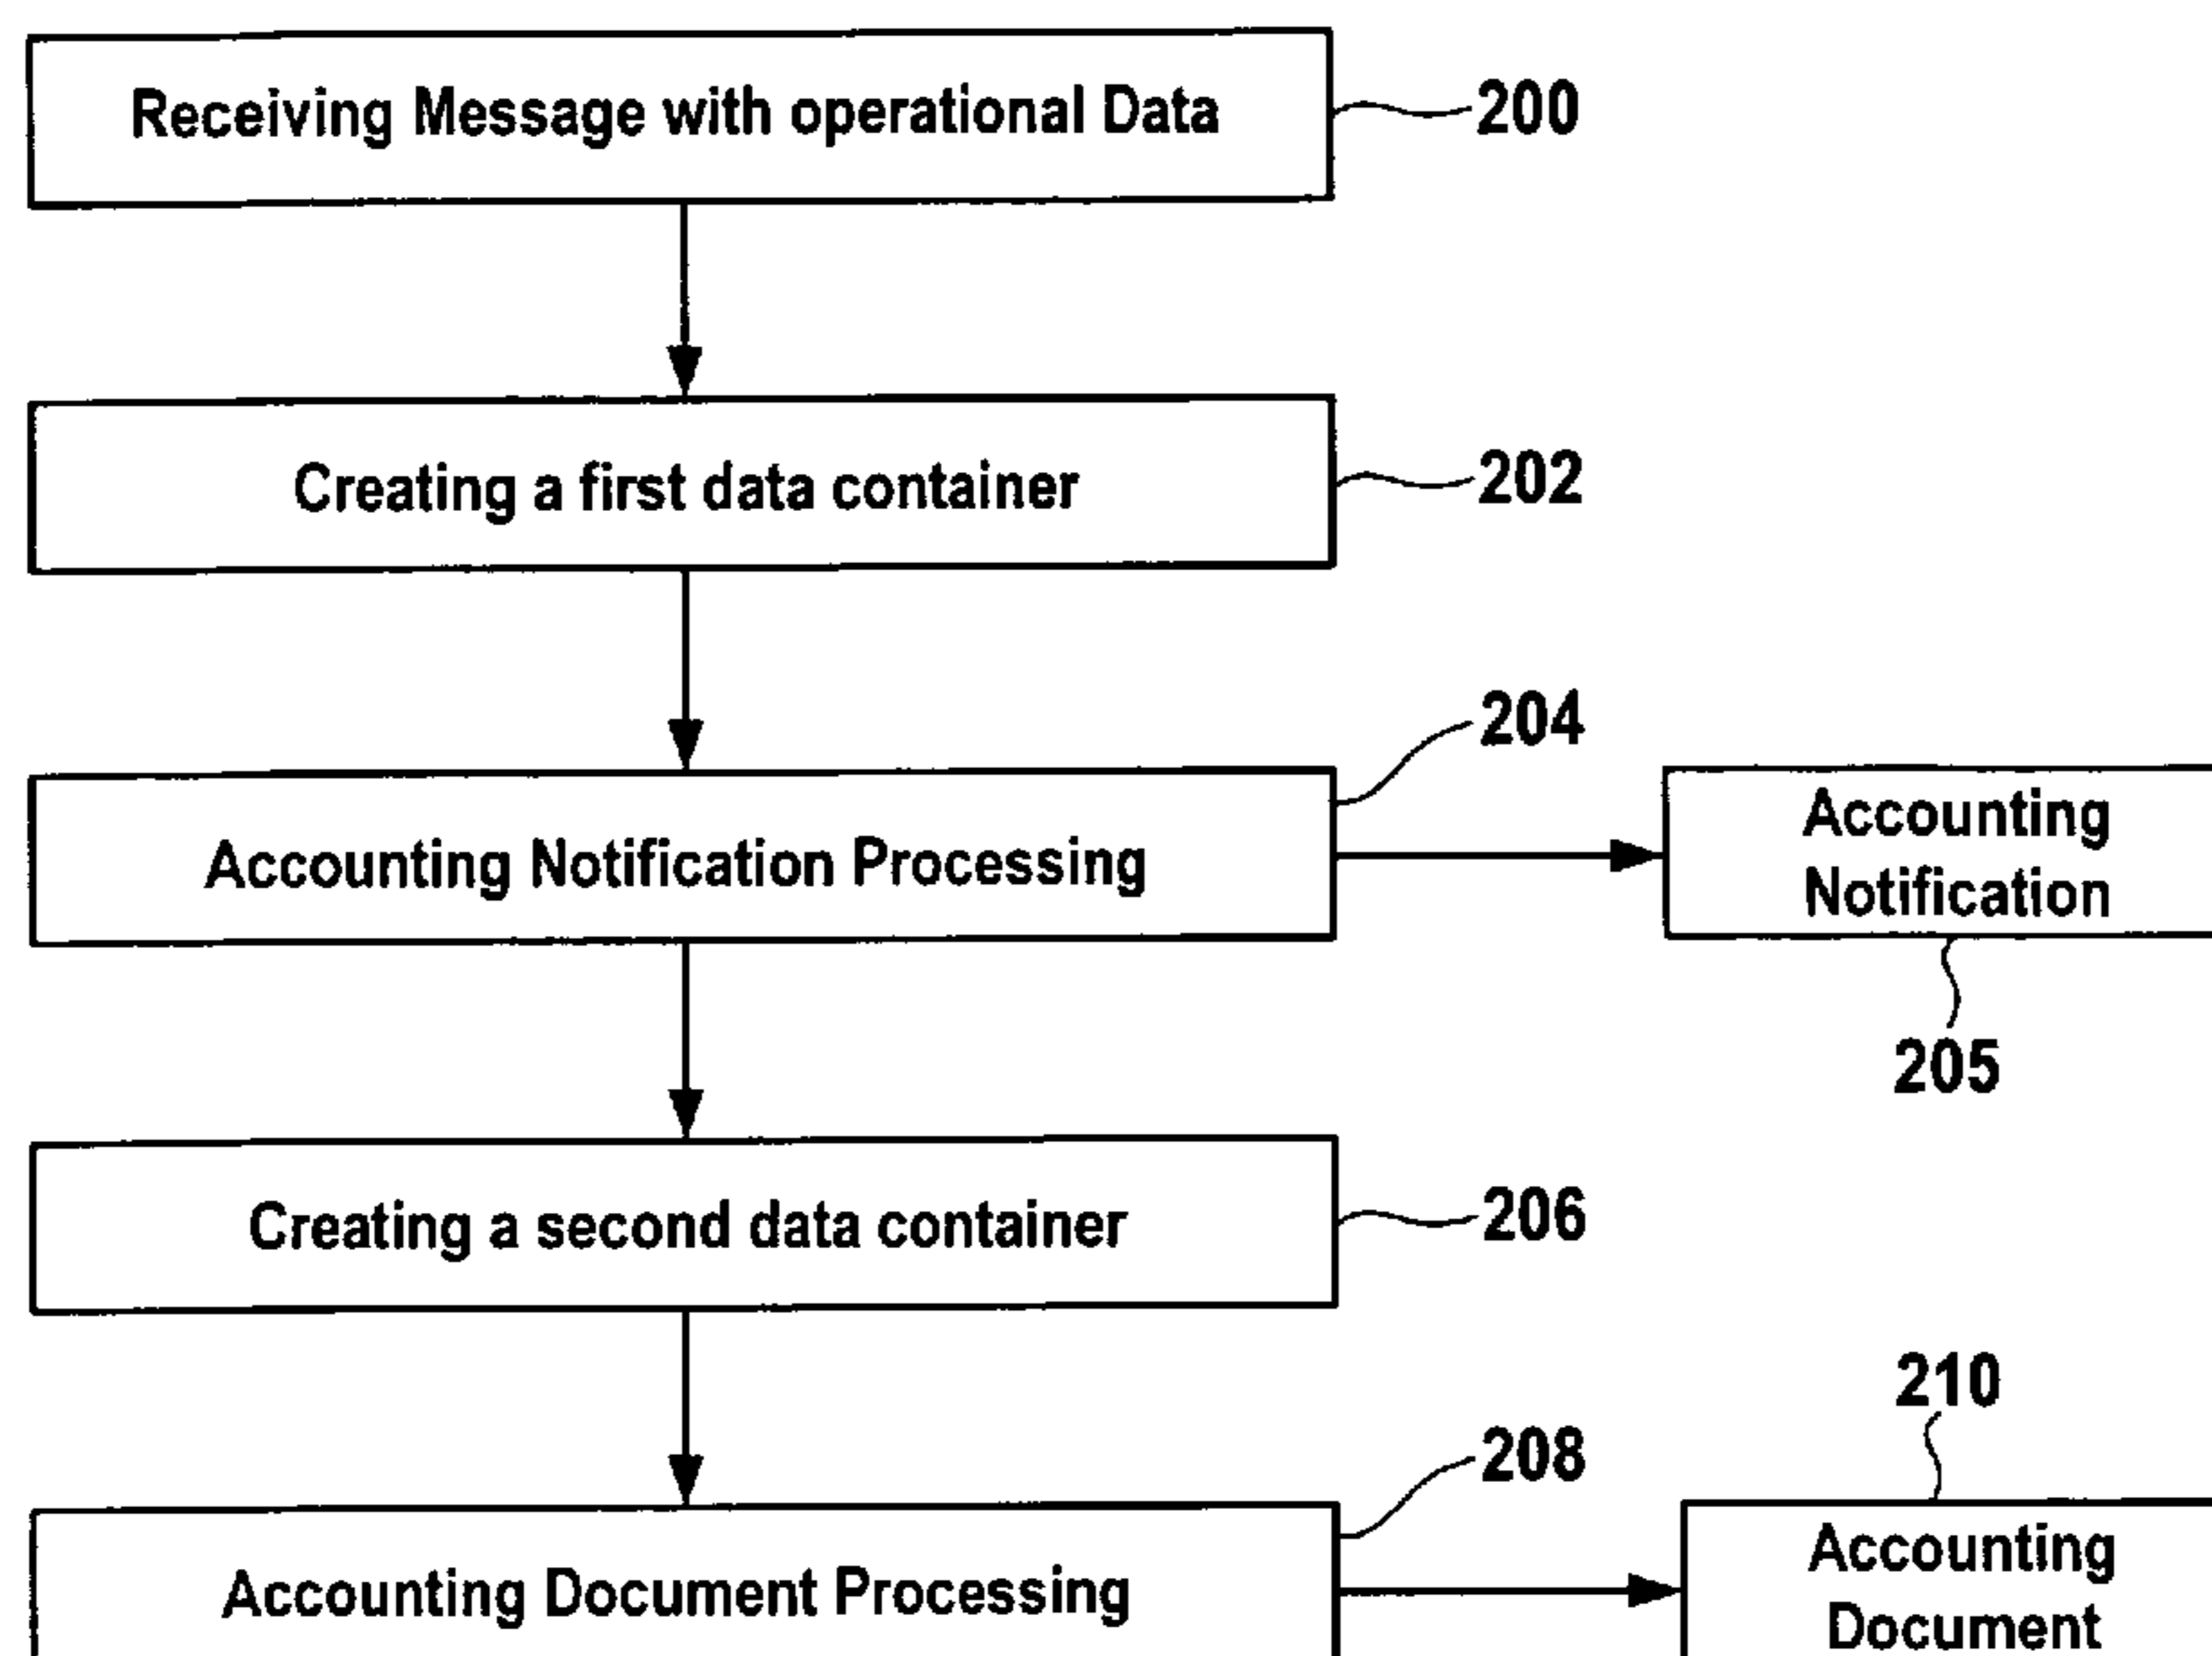 Receiving Message with operational Data
200
Creating a first data container
202
204
Accounting Notification Processing
Accounting
Notification
205
Creating a second data container
206
210
208
Accounting Document Processing
Accounting
Document